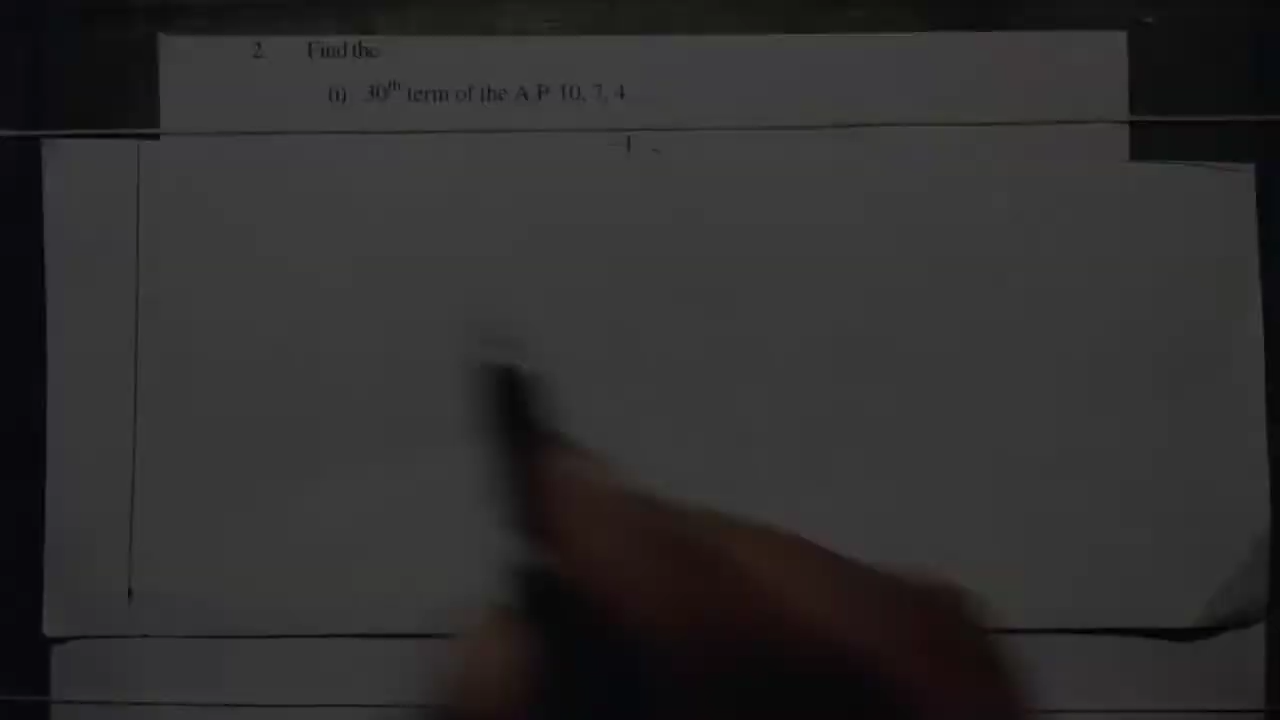 2. Find the
(i) 30th term of the A.P. 10, 7, 4